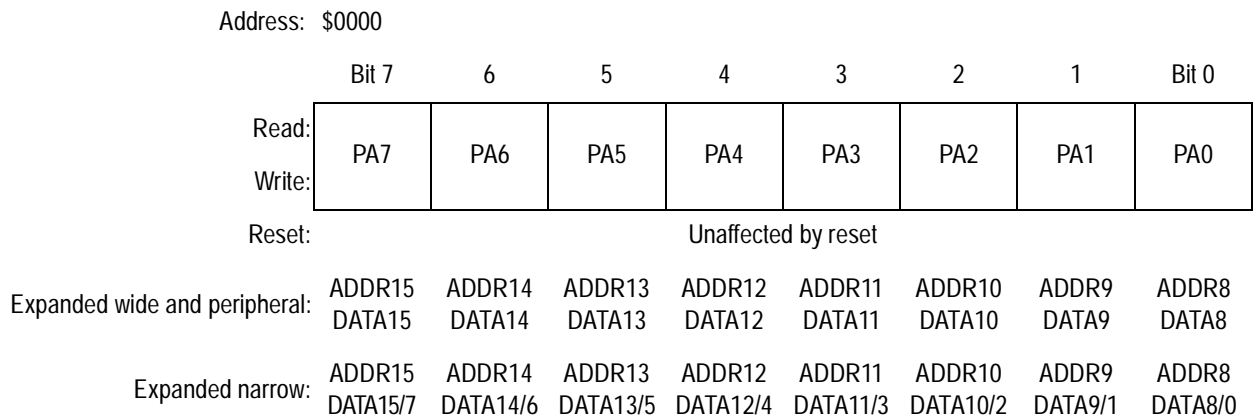 Address: $0000
Bit 7 6 5 4 3 2 1 Bit 0
Read:
PA7 PA6 PA5 PA4 PA3 PA2 PA1 PA0
Write:
Reset: Unaffected by reset
ADDR15 ADDR14 ADDR13 ADDR12 ADDR11 ADDR10 ADDR9 ADDR8
Expanded wide and peripheral:
DATA15 DATA14 DATA13 DATA12 DATA11 DATA10 DATA9 DATA8
ADDR15 ADDR14 ADDR13 ADDR12 ADDR11 ADDR10 ADDR9 ADDR8
Expanded narrow:
DATA15/7 DATA14/6 DATA13/5 DATA12/4 DATA11/3 DATA10/2 DATA9/1 DATA8/0